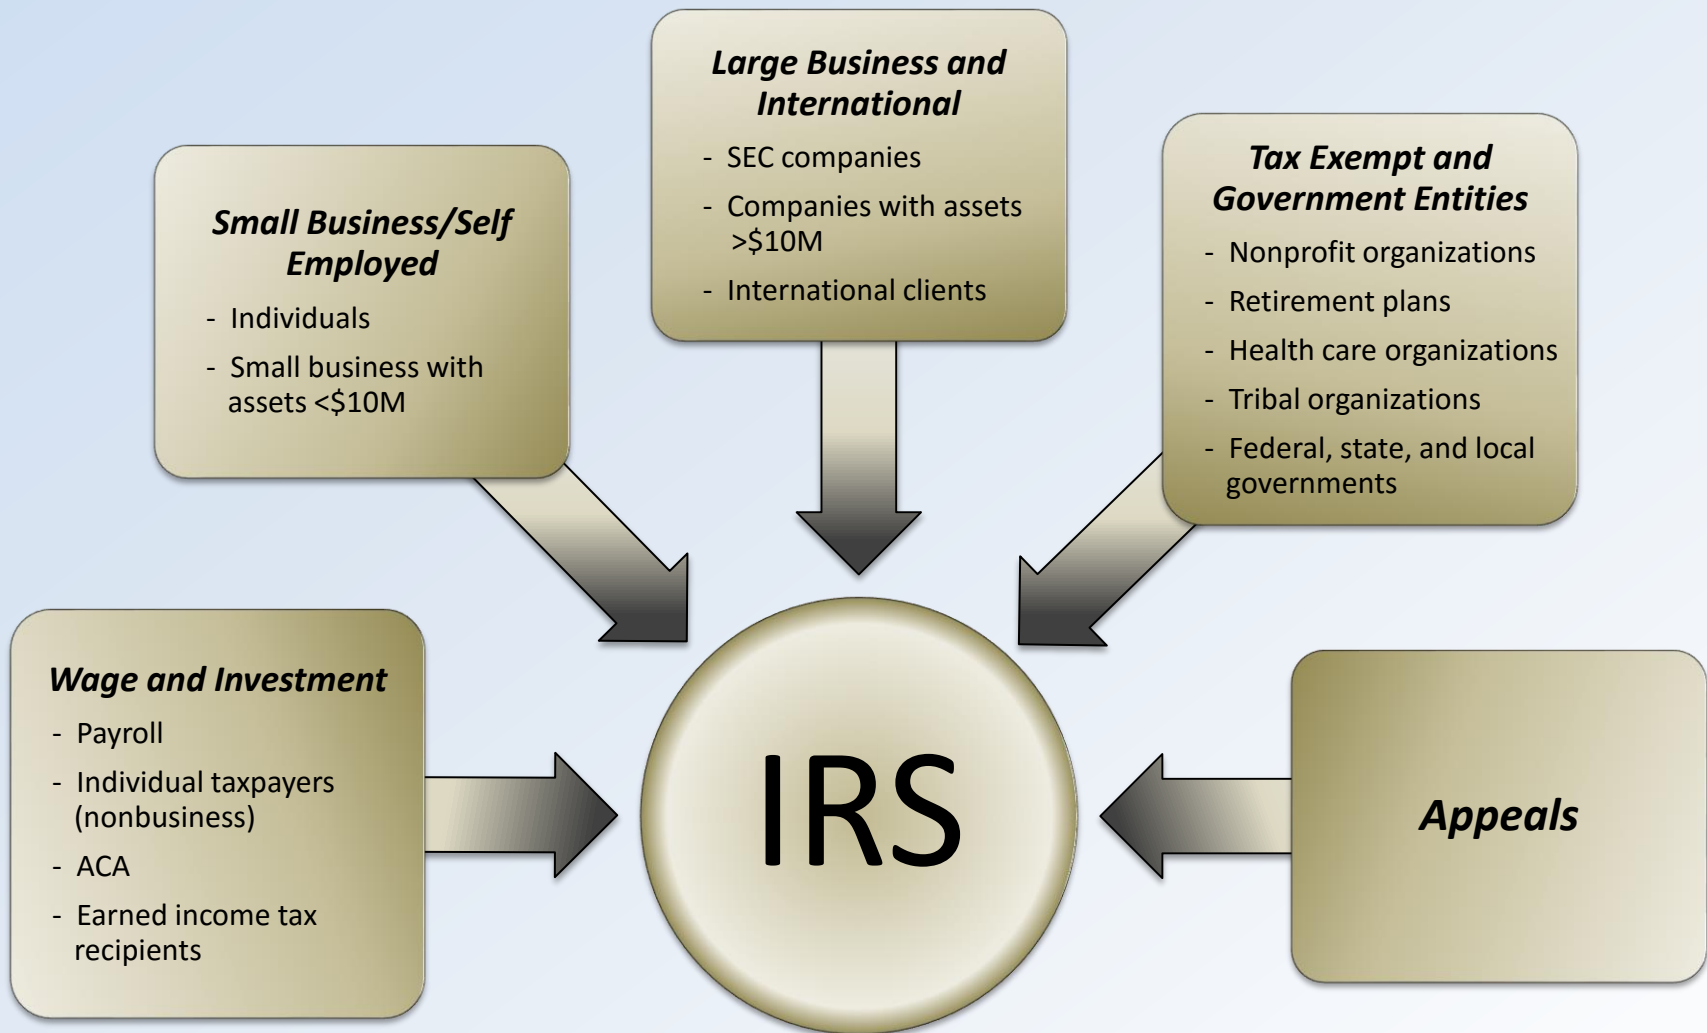 Large Business and
International
- SEC companies
- Companies with assets
>$10M
- International clients
Tax Exempt and
Government Entities
- Nonprofit organizations
- Retirement plans
- Health care organizations
- Tribal organizations
- Federal, state, and local
governments
Small Business/Self
Employed
- Individuals
- Small business with
assets <$10M
Wage and Investment
- Payroll
- Individual taxpayers
(nonbusiness)
- ACA
- Earned income tax
recipients
IRS
Appeals